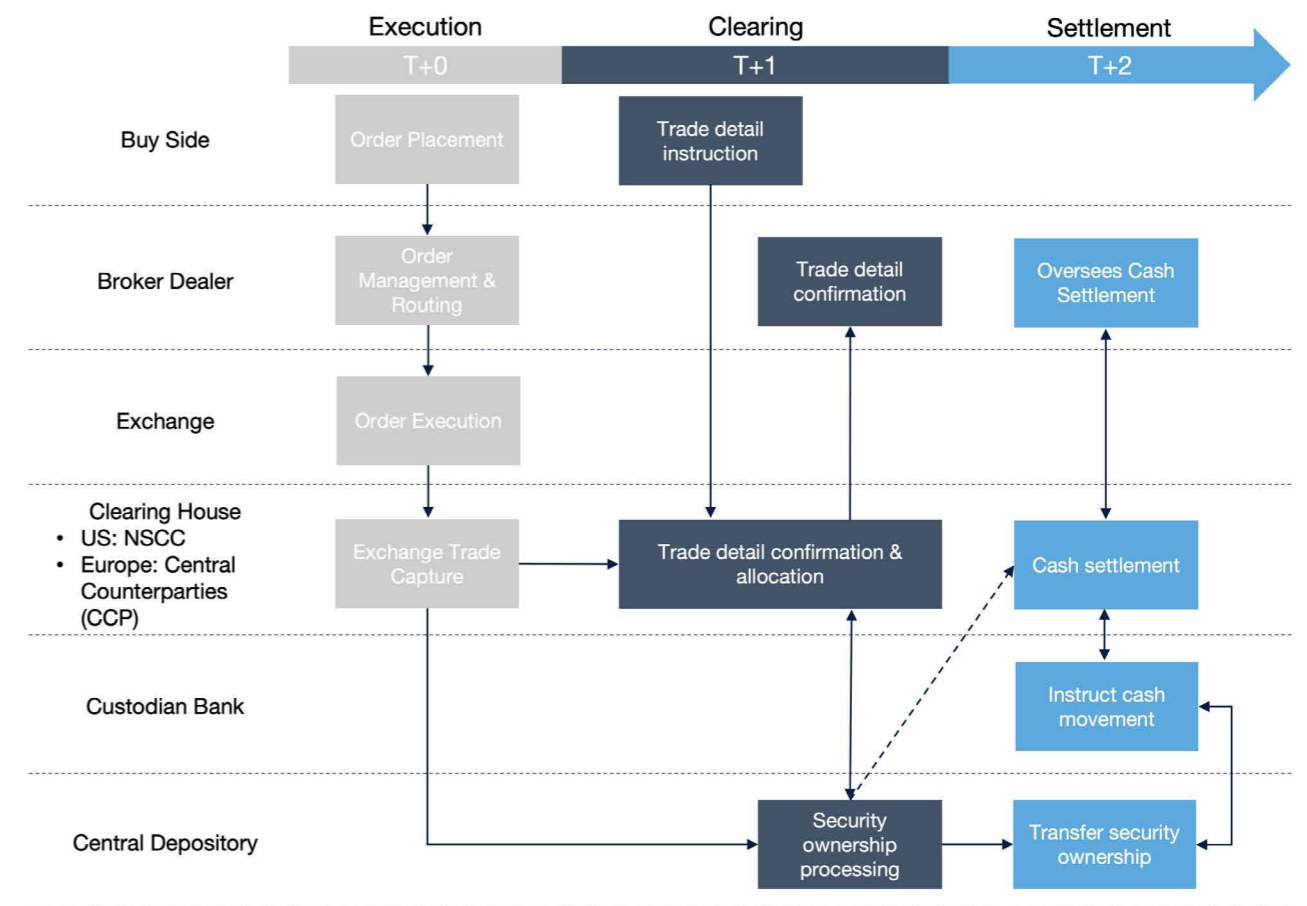 Execution
Clearing
Settlement
T+0
T+1
T+2
Buy Side
Order Placement
Trade detail
instruction
Broker Dealer
Order
Management &
Routing
Trade detail
confirmation
Oversees Cash
Settlement
Exchange
Order Execution
Clearing House
• US: NSCC
• Europe: Central
Counterparties
(CCP)
Exchange Trade
Capture
Trade detail confirmation &
allocation
Cash settlement
Custodian Bank
Instruct cash
movement
Central Depository
Security
ownership
processing
Transfer security
ownership